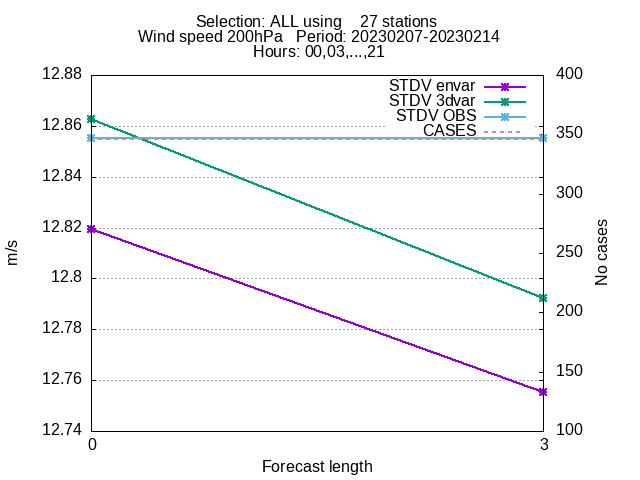 Selection: ALL using    27 stations
Wind speed 200hPa   Period: 20230207-20230214
Hours: 00,03,...,21
12.88
12.86
12.84
12.82
12.8
12.78
12.76
12.74
400
350
300
250
200
150
100
STDV envar
STDV 3dvar
STDV OBS
CASES
m/s
No cases
0
3
Forecast length